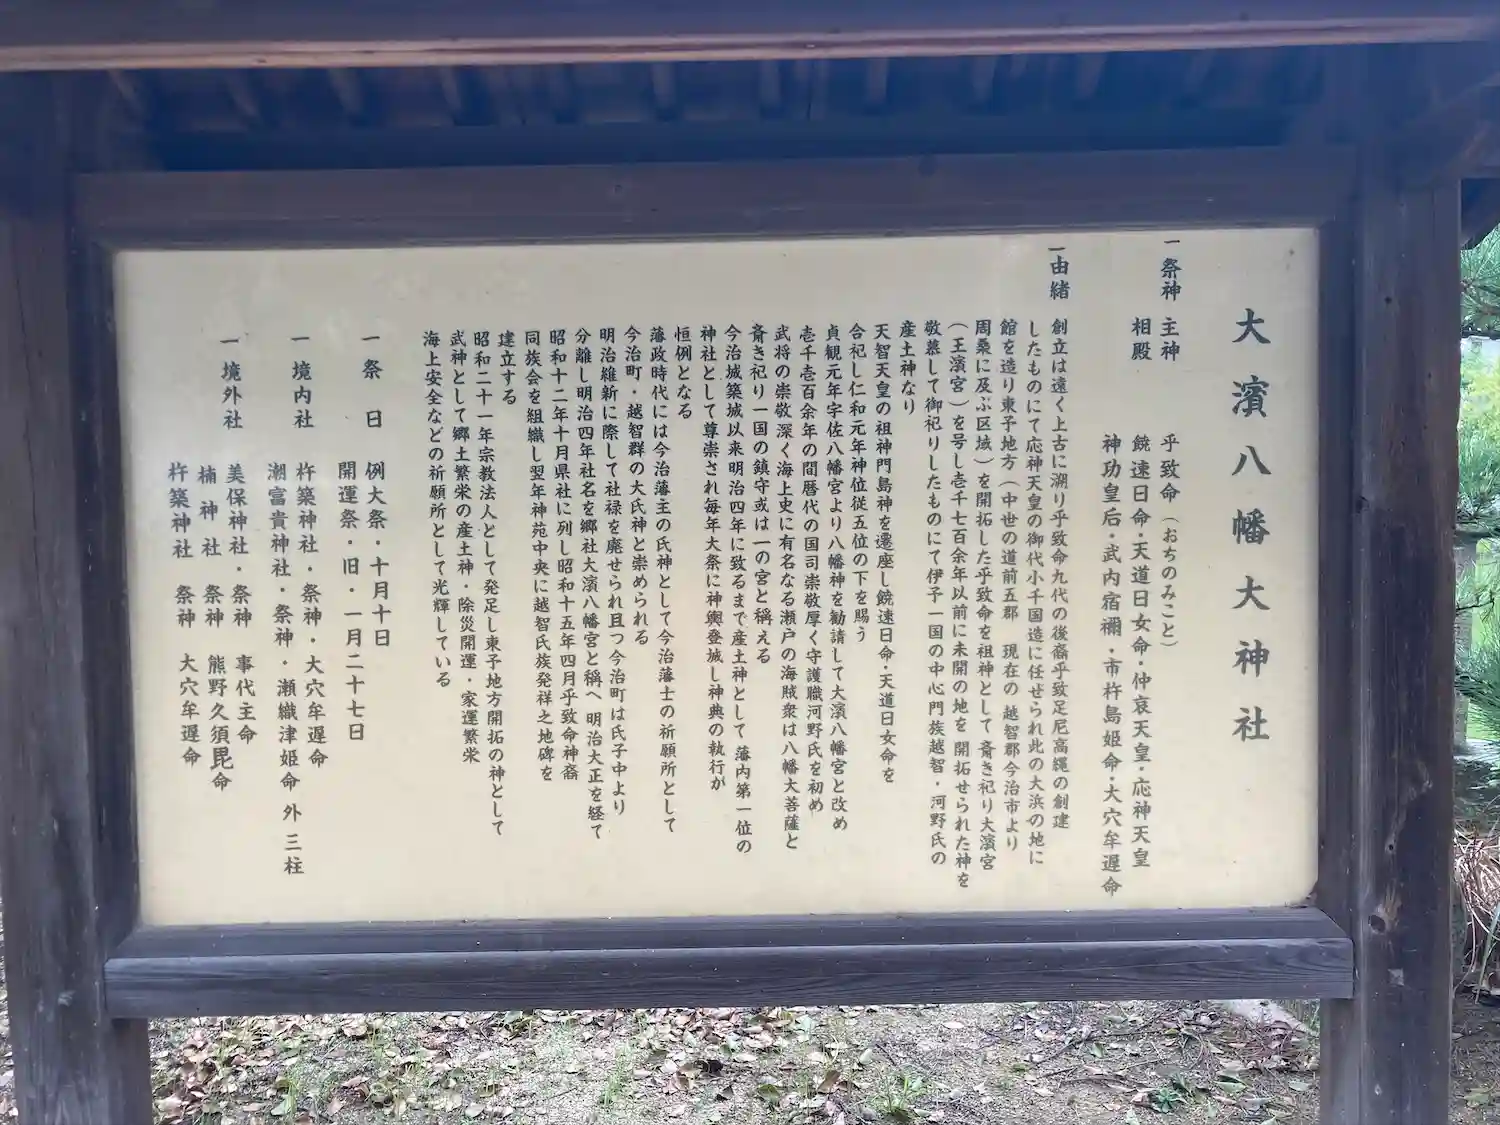 大濱八幡大神社
一祭神 主神 乎致命（おちのみこと）
相殿 饒速日命・天道日女命・仲哀天皇・応神天皇
神功皇后・武内宿禰・市杵島姫命・大穴牟遅命
一由緒 創立は遠く上古に溯り乎致命九代の後裔乎致足尼高縄の創建
したものにて応神天皇の御代小千国造に任せられ此の大浜の地に
館を造り東予地方（中世の道前五郡 現在の越智郡今治市より
周桑に及ぶ区域）を開拓した乎致命を祖神として斎き祀り大濱宮
（王濱宮）を号し壱千七百余年以前に未開の地を開拓せられた神を
敬慕して御祀りしたものにて伊予一国の中心門族越智・河野氏の
産土神なり
天智天皇の祖神門島神を遷座し饒速日命・天道日女命を
合祀し仁和元年神位従五位の下を賜う
貞観元年宇佐八幡宮より八幡神を勧請して大濱八幡宮と改め
壱千壱百余年の間暦代の国司崇敬厚く守護職河野氏を初め
武将の崇敬深く海上史に有名なる瀬戸の海賊衆は八幡大菩薩と
斎き祀り一国の鎮守或は一の宮と稱える
今治城築城以来明治四年に致るまで産土神として藩内第一位の
神社として尊崇され毎年大祭に神輿登城し神典の執行が
恒例となる
藩政時代には今治藩主の氏神として今治藩士の祈願所として
今治町・越智群の大氏神と崇められる
明治維新に際して社禄を廃せられ且つ今治町は氏子中より
分離し明治四年社名を郷社大濱八幡宮と稱へ 明治大正を経て
昭和十二年十月県社に列し昭和十五年四月乎致命神裔
同族会を組織し翌年神苑中央に越智氏族発祥之地碑を
建立する
昭和二十一年宗教法人として発足し東予地方開拓の神として
武神として郷土繁栄の産土神・除災開運・家運繁栄
海上安全などの祈願所として光輝している
一祭日 例大祭・十月十日
開運祭・旧・一月二十七日
一境内社 杵築神社・祭神・大穴牟遅命
潮富貴神社・祭神・瀬織津姫命 外 三柱
一境外社 美保神社・祭神 事代主命
楠神社 祭神 熊野久須毘命
杵築神社 祭神 大穴牟遅命